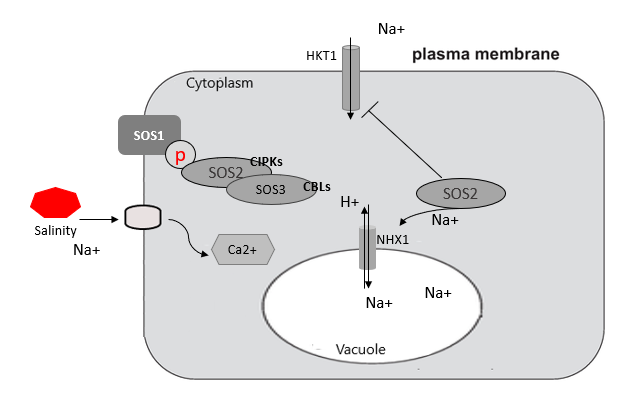 Na+
HKT1
plasma membrane
Cytoplasm
SOS1
p
CIPKs
SOS2
SOS3
CBLs
SOS2
H+
Na+
Salinity
Na+
Ca2+
NHX1
Na+
Na+
Vacuole